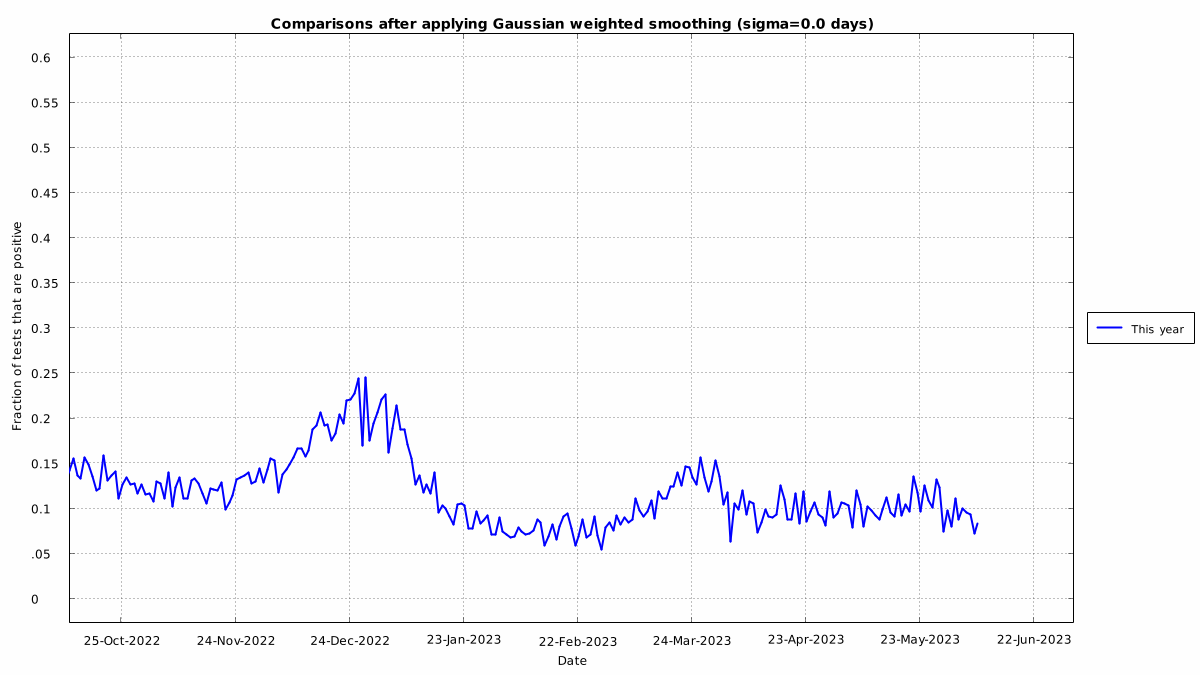 Comparisons after applying Gaussian weighted smoothing (sigma=0.0 days)
0.6
0.55
0.5
0.45
0.4
0.35
0.3
0.25
0.2
0.15
0.1
.05
0
Fraction of tests that are positive
This year
25-Oct-2022 24-Nov-2022 24-Dec-2022 23-Jan-2023 22-Feb-2023 24-Mar-2023 23-Apr-2023 23-May-2023 22-Jun-2023
Date